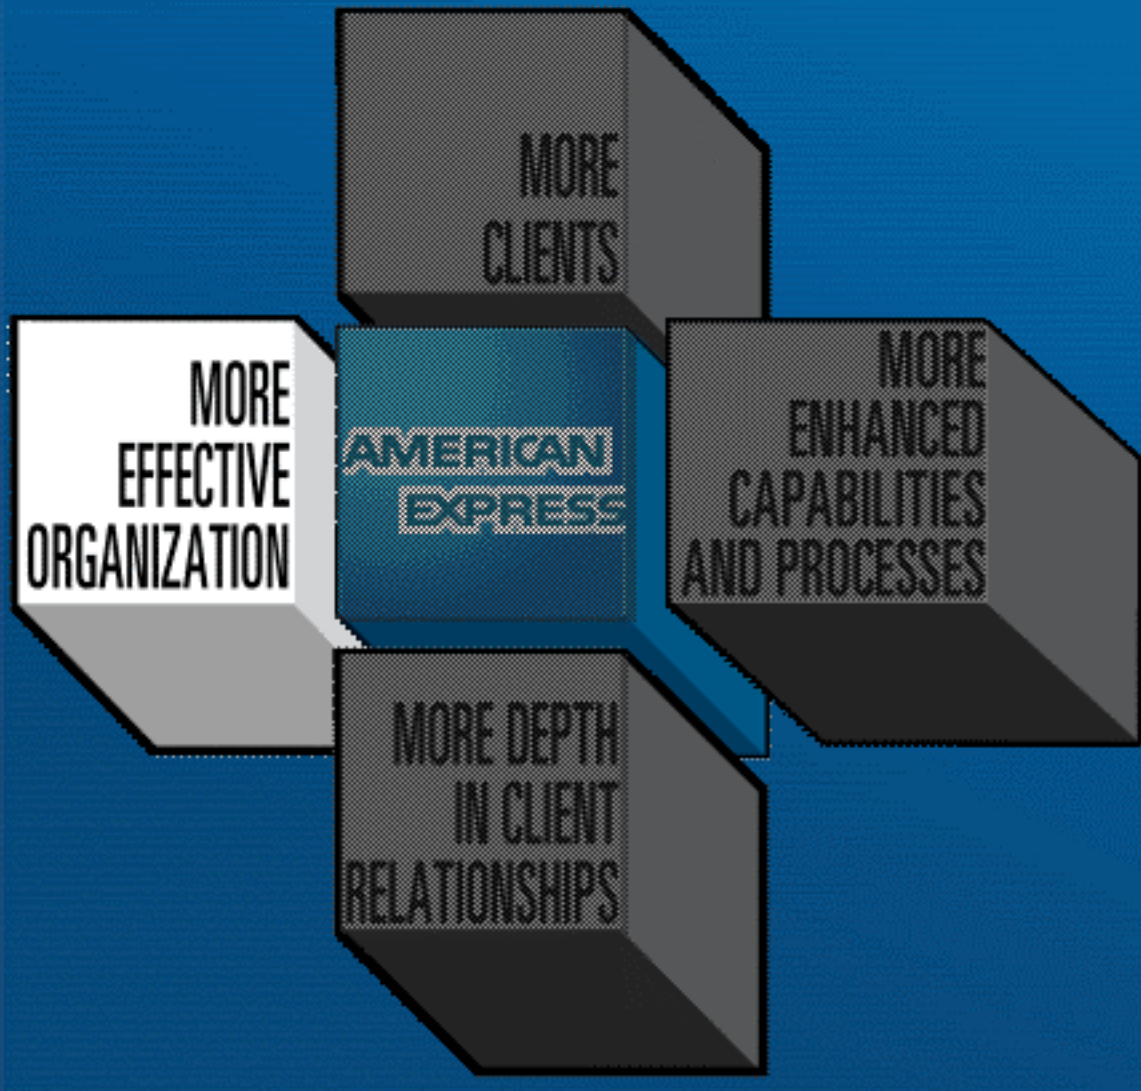 MORE
CLIENTS
MORE
EFFECTIVE
ORGANIZATION
AMERICAN
EXPRESS
MORE
ENHANCED
CAPABILITIES
AND PROCESSES
MORE DEPTH
IN CLIENT
RELATIONSHIPS